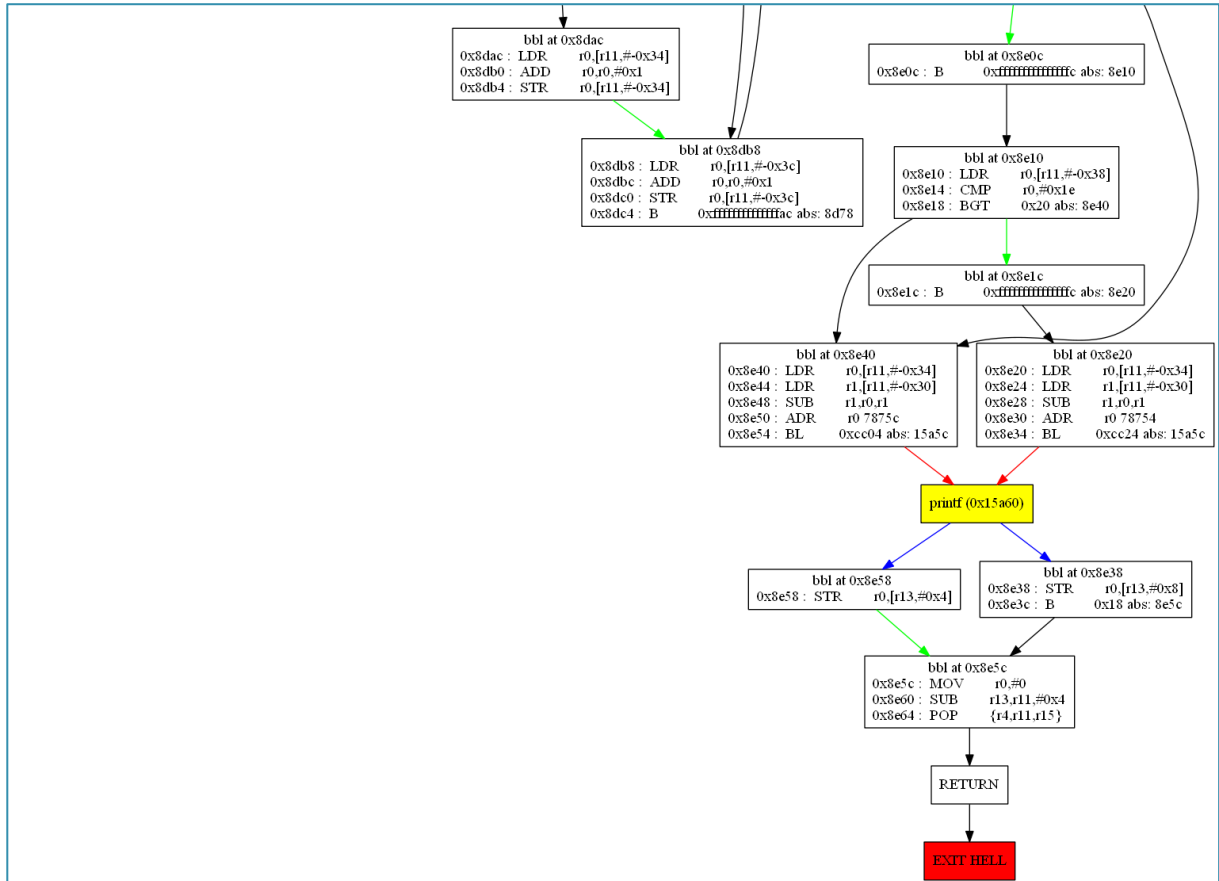 bbl at 0x8dac
0x8dac : LDR r0,[r11,#-0x34]
0x8db0 : ADD r0,r0,#0x1
0x8db4 : STR r0,[r11,#-0x34]
bbl at 0x8db8
0x8db8 : LDR r0,[r11,#-0x3c]
0x8dbc : ADD r0,r0,#0x1
0x8dc0 : STR r0,[r11,#-0x3c]
0x8dc4 : B 0xffffffffffffffac abs: 8d78
bbl at 0x8e0c
0x8e0c : B 0xfffffffffffffffc abs: 8e10
bbl at 0x8e10
0x8e10 : LDR r0,[r11,#-0x38]
0x8e14 : CMP r0,#0x1e
0x8e18 : BGT 0x20 abs: 8e40
bbl at 0x8e1c
0x8e1c : B 0xfffffffffffffffc abs: 8e20
bbl at 0x8e40
0x8e40 : LDR r0,[r11,#-0x34]
0x8e44 : LDR r1,[r11,#-0x30]
0x8e48 : SUB r1,r0,r1
0x8e50 : ADR r0 7875c
0x8e54 : BL 0xcc04 abs: 15a5c
bbl at 0x8e20
0x8e20 : LDR r0,[r11,#-0x34]
0x8e24 : LDR r1,[r11,#-0x30]
0x8e28 : SUB r1,r0,r1
0x8e30 : ADR r0 78754
0x8e34 : BL 0xcc24 abs: 15a5c
printf (0x15a60)
bbl at 0x8e58
0x8e58 : STR r0,[r13,#0x4]
bbl at 0x8e38
0x8e38 : STR r0,[r13,#0x8]
0x8e3c : B 0x18 abs: 8e5c
bbl at 0x8e5c
0x8e5c : MOV r0,#0
0x8e60 : SUB r13,r11,#0x4
0x8e64 : POP {r4,r11,r15}
RETURN
EXIT HELL